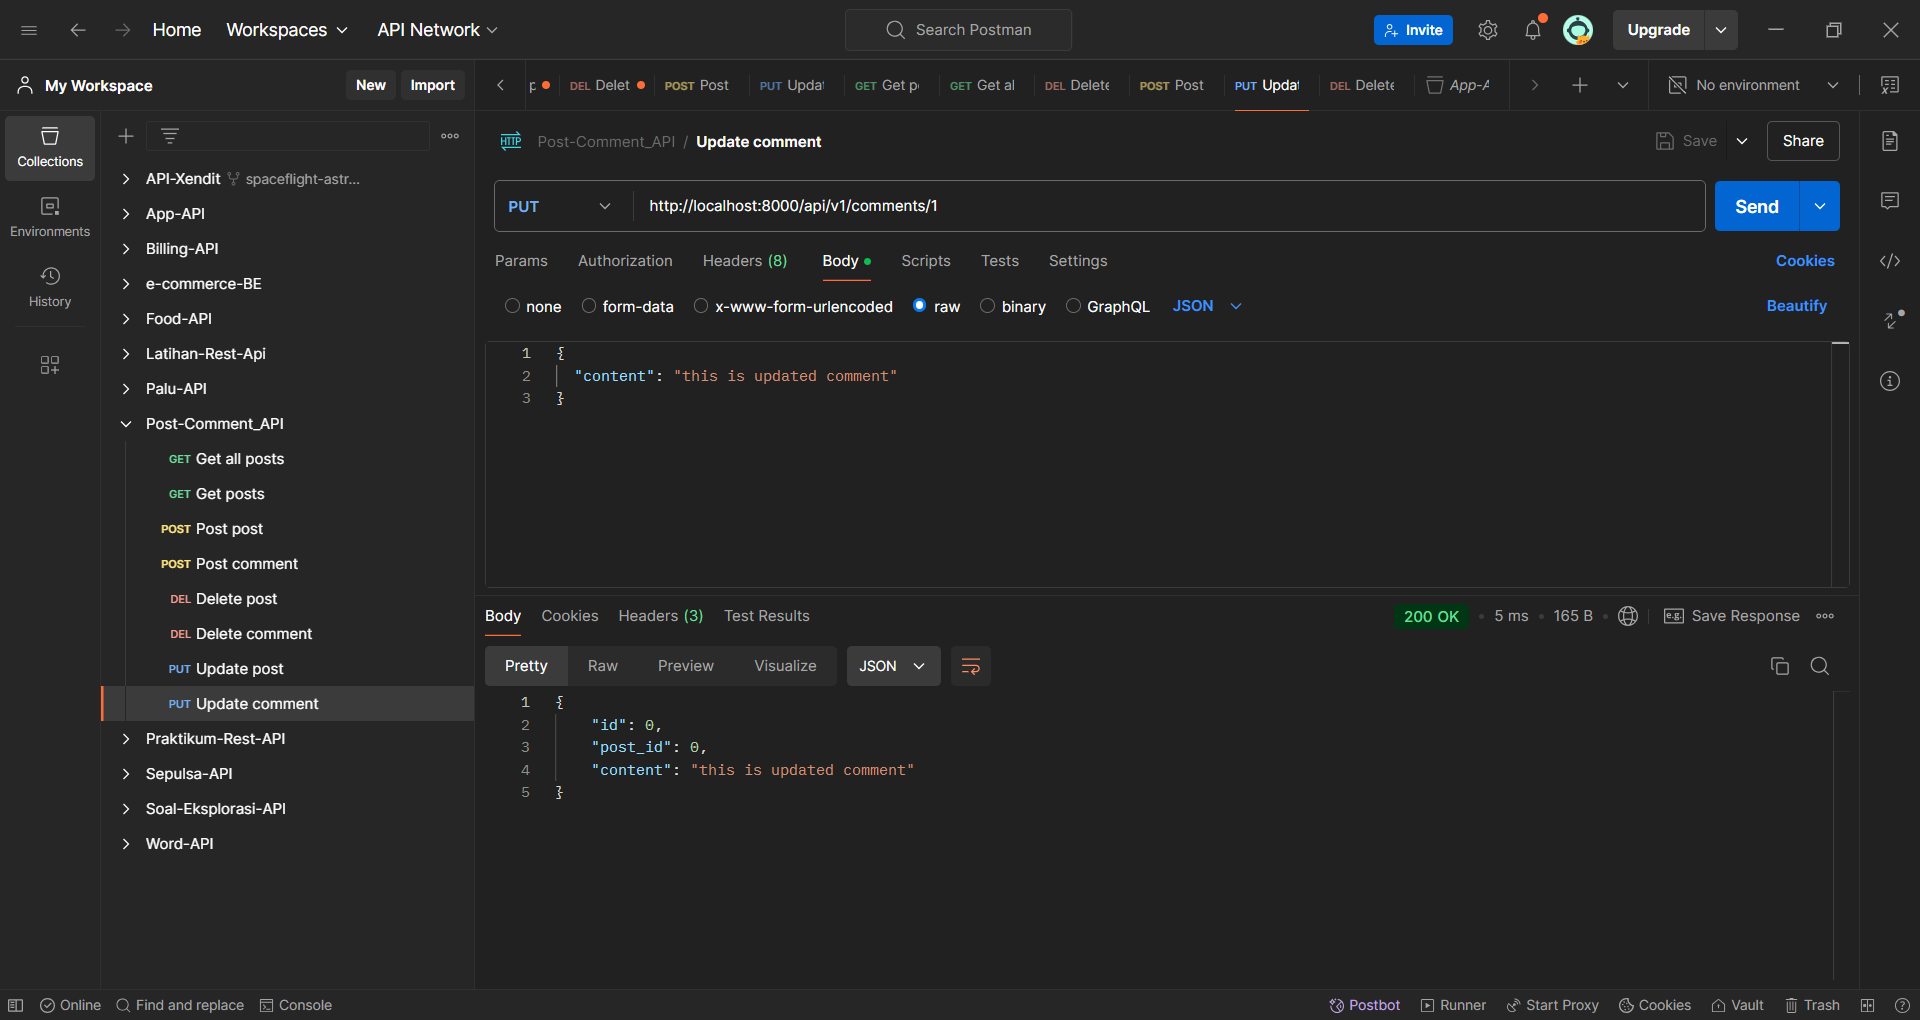 Home Workspaces API Network Search Postman Invite Upgrade
My Workspace New Import
DEL Delet POST Post PUT Updat GET Get p GET Get al DEL Delete POST Post PUT Updat DEL Delete App-A No environment
Collections
Environments
History
API-Xendit spaceflight-astr...
App-API
Billing-API
e-commerce-BE
Food-API
Latihan-Rest-Api
Palu-API
Post-Comment_API
GET Get all posts
GET Get posts
POST Post post
POST Post comment
DEL Delete post
DEL Delete comment
PUT Update post
PUT Update comment
Praktikum-Rest-API
Sepulsa-API
Soal-Eksplorasi-API
Word-API
HTTP Post-Comment_API / Update comment Save Share
PUT http://localhost:8000/api/v1/comments/1 Send
Params Authorization Headers (8) Body Scripts Tests Settings Cookies
none form-data x-www-form-urlencoded raw binary GraphQL JSON Beautify
1 {
2 "content": "this is updated comment"
3 }
Body Cookies Headers (3) Test Results 200 OK 5 ms 165 B e.g. Save Response
Pretty Raw Preview Visualize JSON
1 {
2 "id": 0,
3 "post_id": 0,
4 "content": "this is updated comment"
5 }
Online Find and replace Console Postbot Runner Start Proxy Cookies Vault Trash